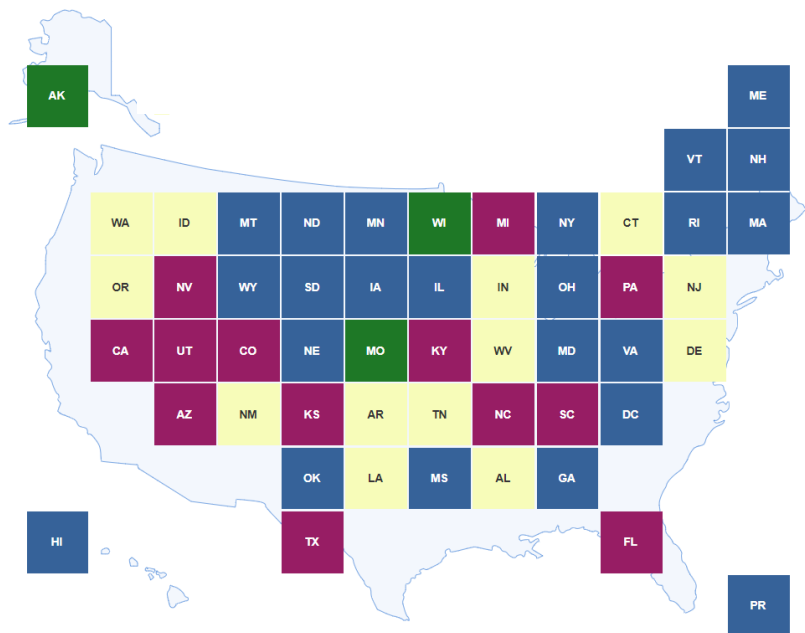 AK
ME
VT NH
WA ID MT ND MN WI MI NY CT RI MA
OR NV WY SD IA IL IN OH PA NJ
CA UT CO NE MO KY WV MD VA DE
AZ NM KS AR TN NC SC DC
OK LA MS AL GA
HI TX FL
PR